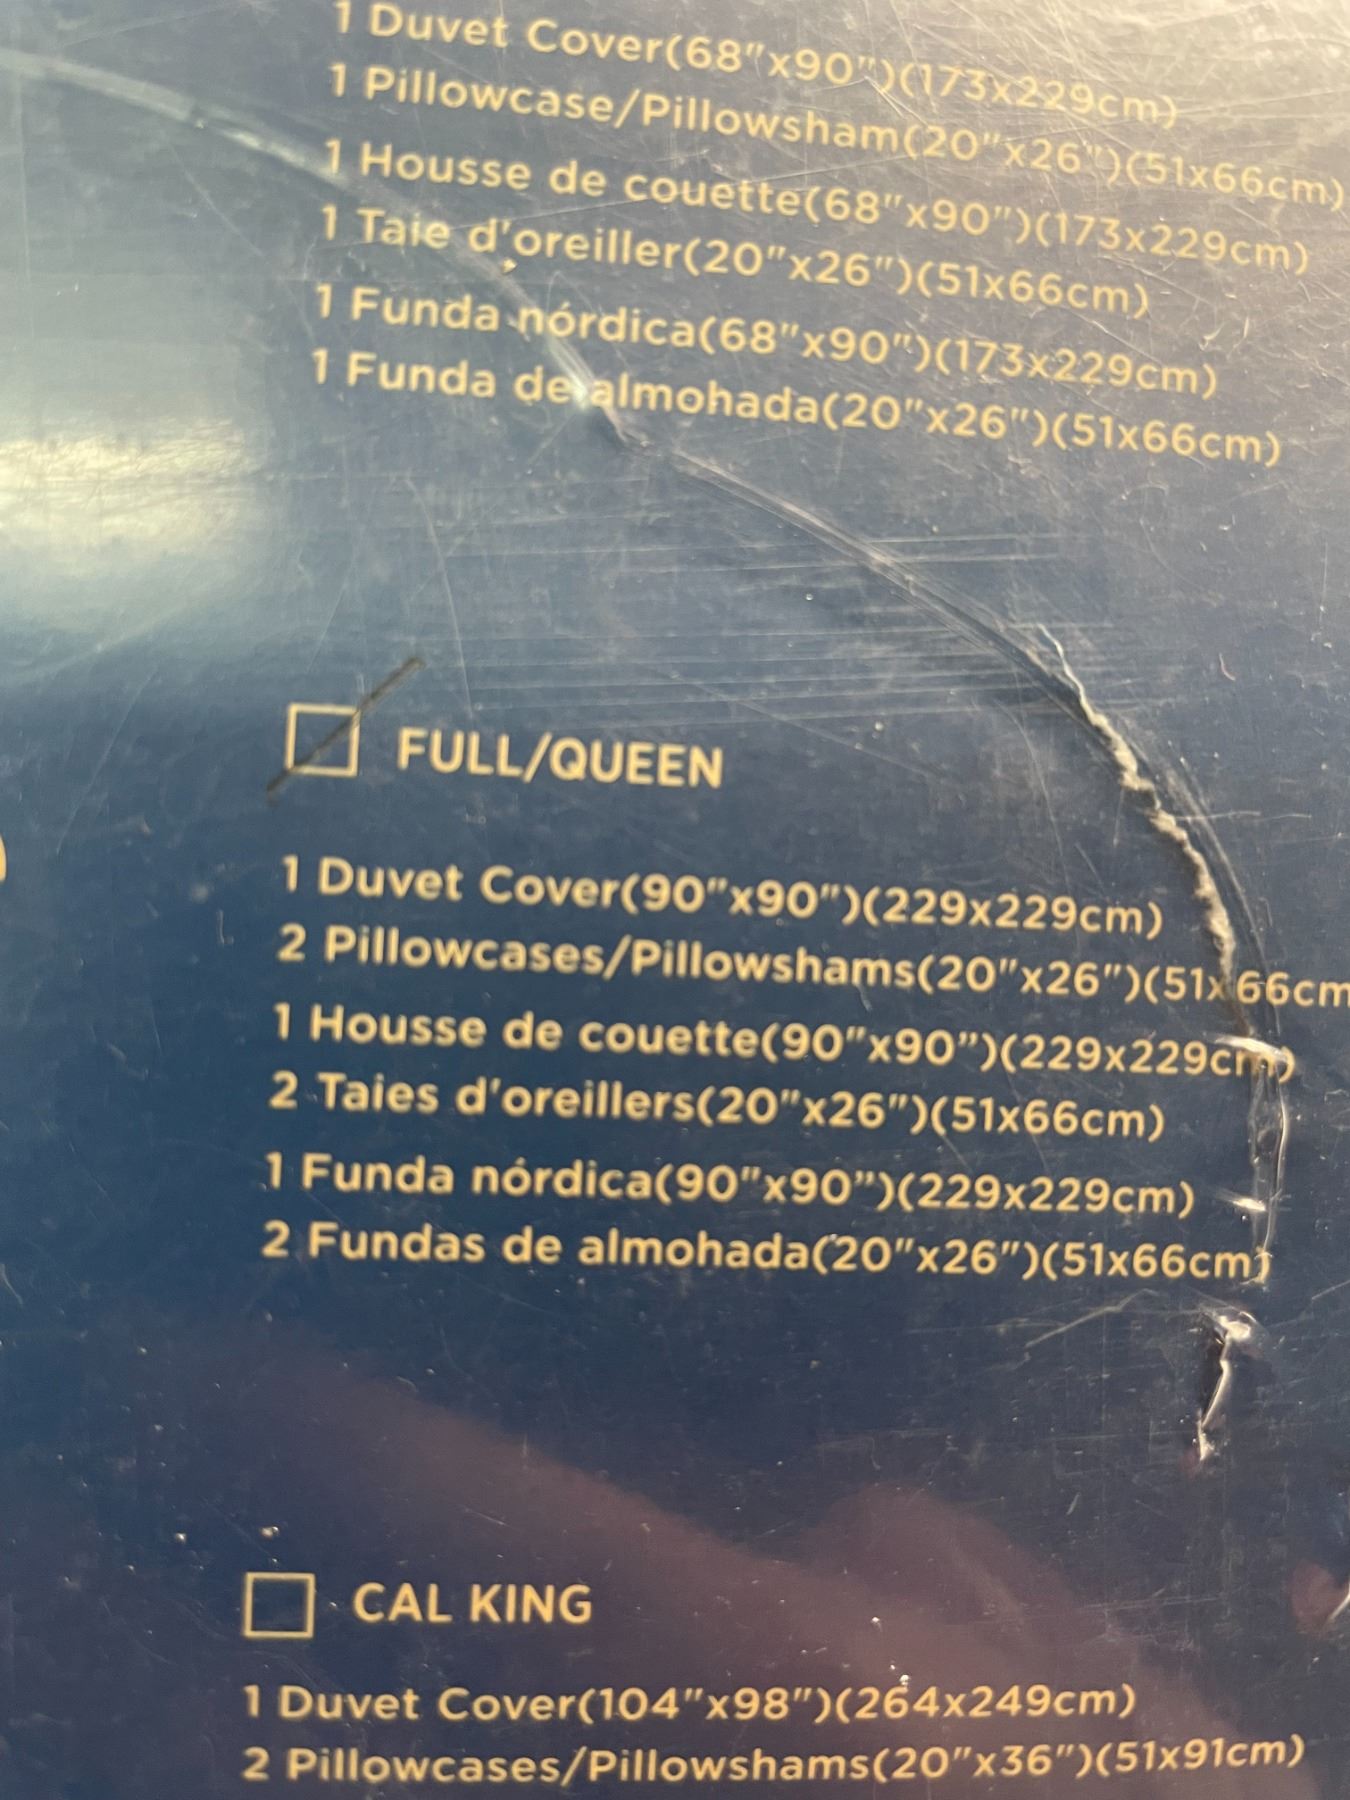 1 Duvet Cover(68"x90")(173x229cm)
1 Pillowcase/Pillowsham(20"x26")(51x66cm)
1 Housse de couette(68"x90")(173x229cm)
1 Taie d'oreiller(20"x26")(51x66cm)
1 Funda nórdica(68"x90")(173x229cm)
1 Funda de almohada(20"x26")(51x66cm)
FULL/QUEEN
1 Duvet Cover(90"x90")(229x229cm)
2 Pillowcases/Pillowshams(20"x26")(51x66cm
1 Housse de couette(90"x90")(229x229cm)
2 Taies d'oreillers(20"x26")(51x66cm)
1 Funda nórdica(90"x90")(229x229cm)
2 Fundas de almohada(20"x26")(51x66cm)
CAL KING
1 Duvet Cover(104"x98")(264x249cm)
2 Pillowcases/Pillowshams(20"x36")(51x91cm)